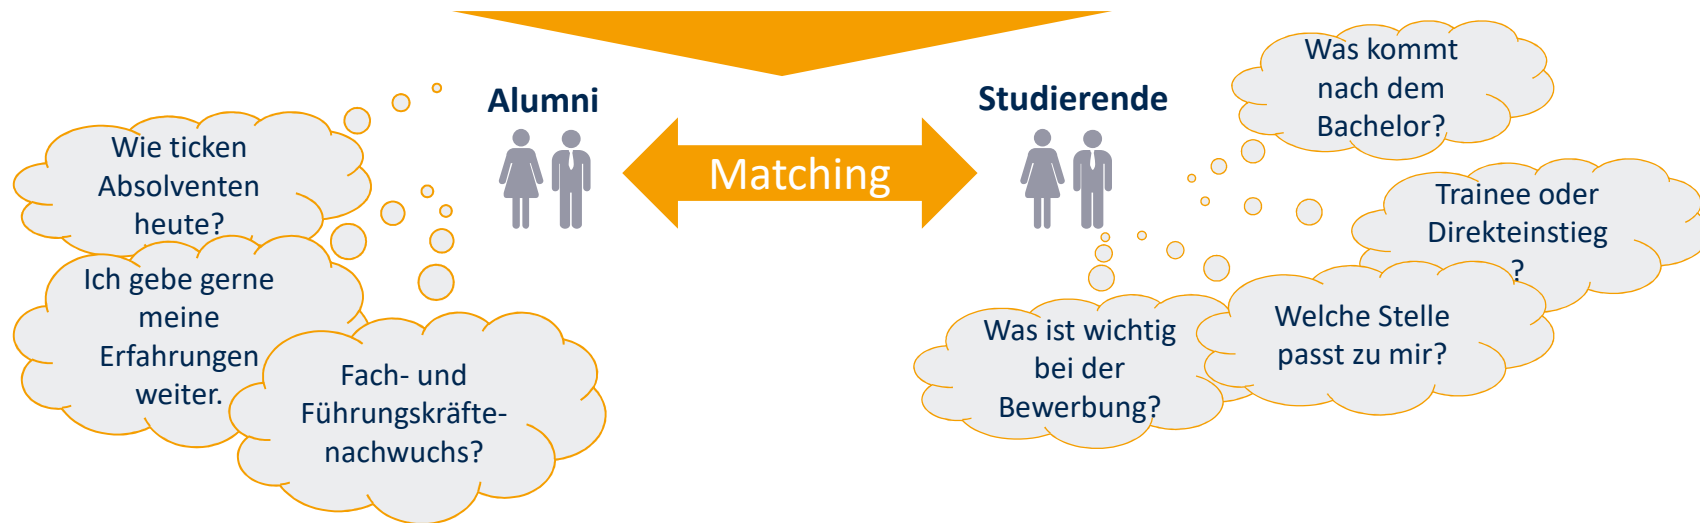 Alumni
Studierende
Matching
Wie ticken
Absolventen
heute?
Ich gebe gerne
meine
Erfahrungen
weiter.
Fach- und
Führungskräfte-
nachwuchs?
Was kommt
nach dem
Bachelor?
Trainee oder
Direkteinstieg
?
Welche Stelle
passt zu mir?
Was ist wichtig
bei der
Bewerbung?